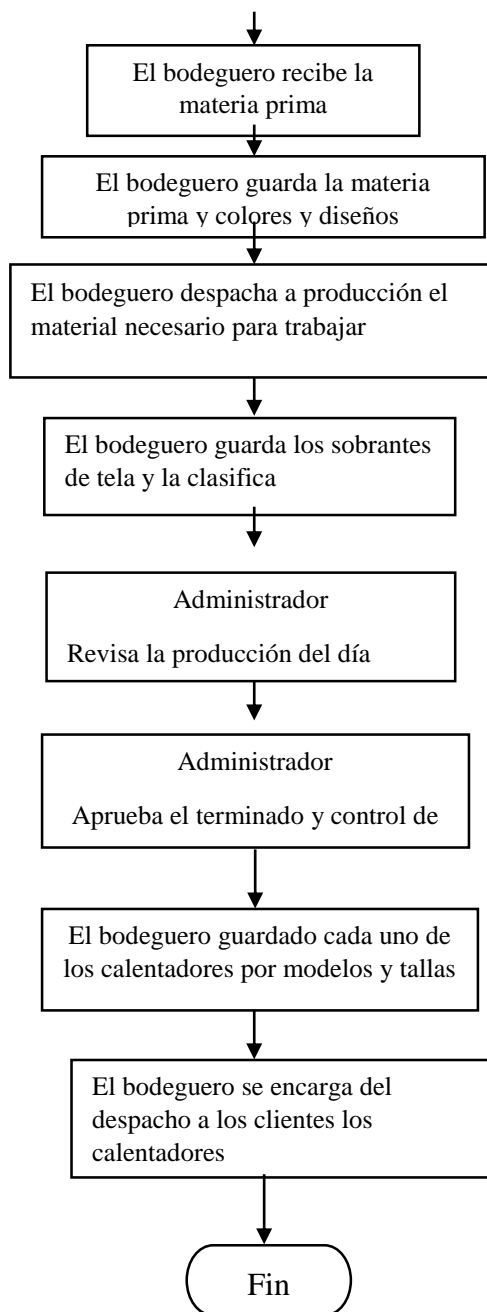 El bodeguero recibe la
materia prima
El bodeguero guarda la materia
prima y colores y diseños
El bodeguero despacha a producción el
material necesario para trabajar
El bodeguero guarda los sobrantes
de tela y la clasifica
Administrador
Revisa la producción del día
Administrador
Aprueba el terminado y control de
El bodeguero guardado cada uno de
los calentadores por modelos y tallas
El bodeguero se encarga del
despacho a los clientes los
calentadores
Fin